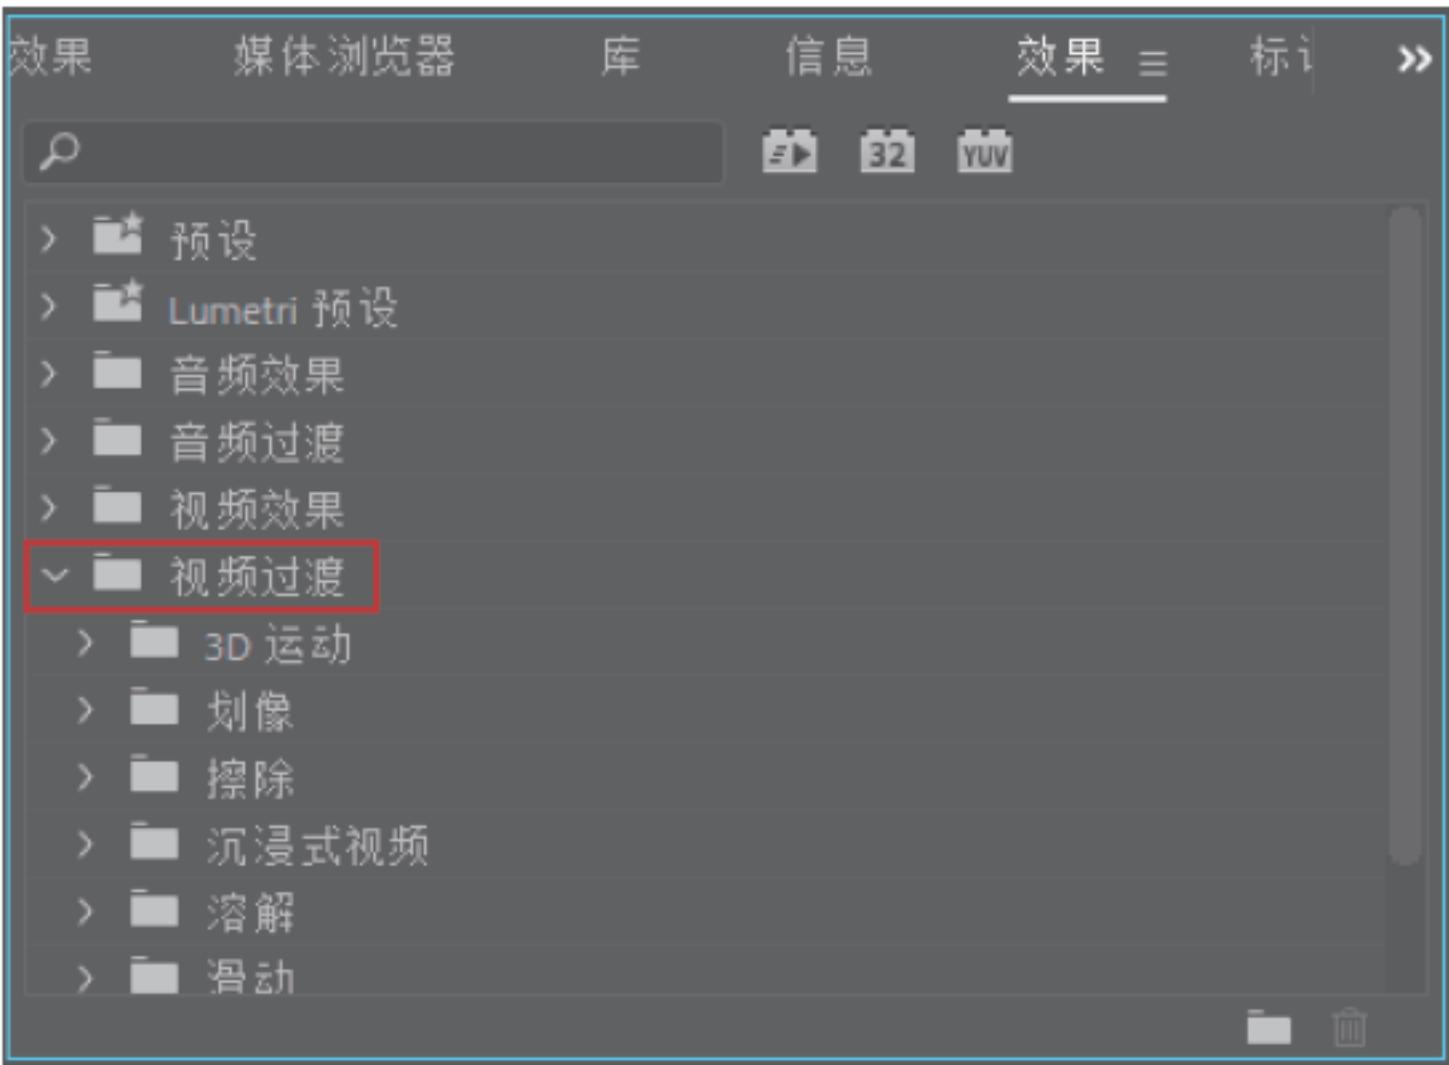 效果 媒体浏览器 库 信息 效果 标
32 YUV
预设
Lumetri 预设
音频效果
音频过渡
视频效果
视频过渡
3D 运动
划像
擦除
沉浸式视频
溶解
滑动